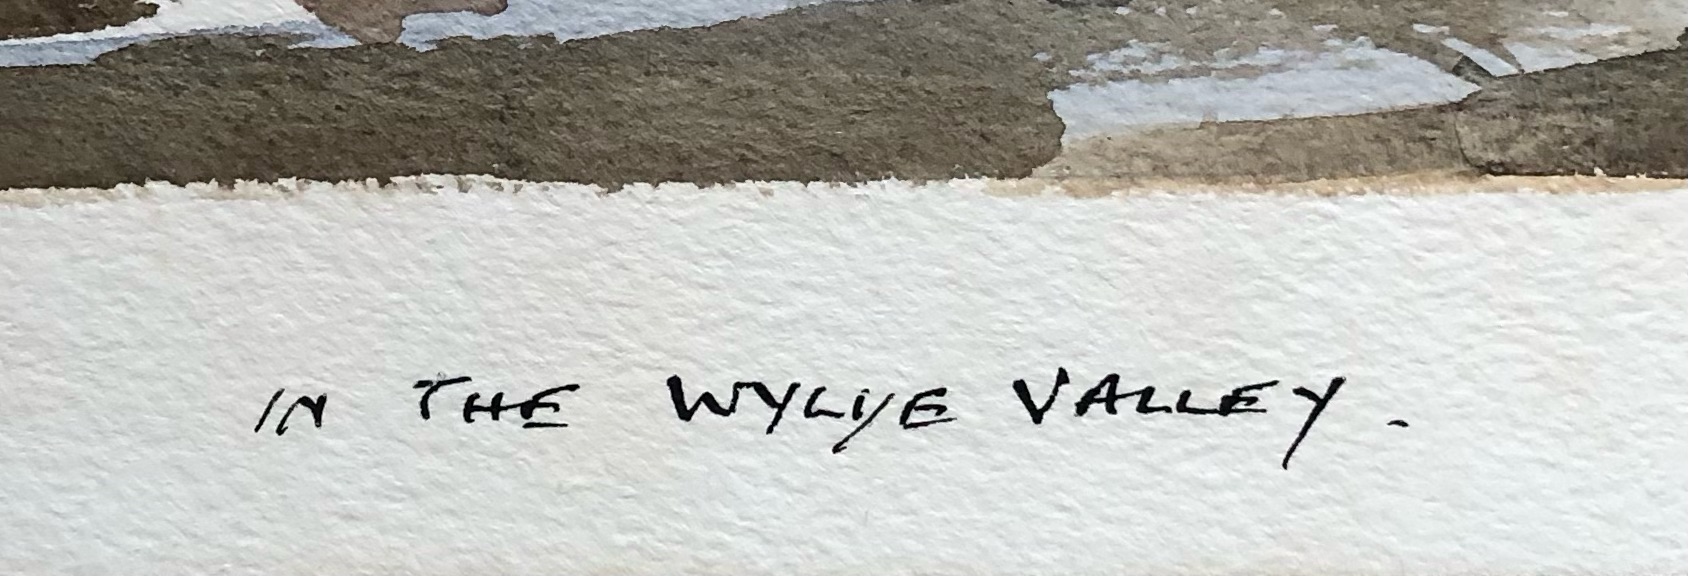 IN THE WYLYE VALLEY.